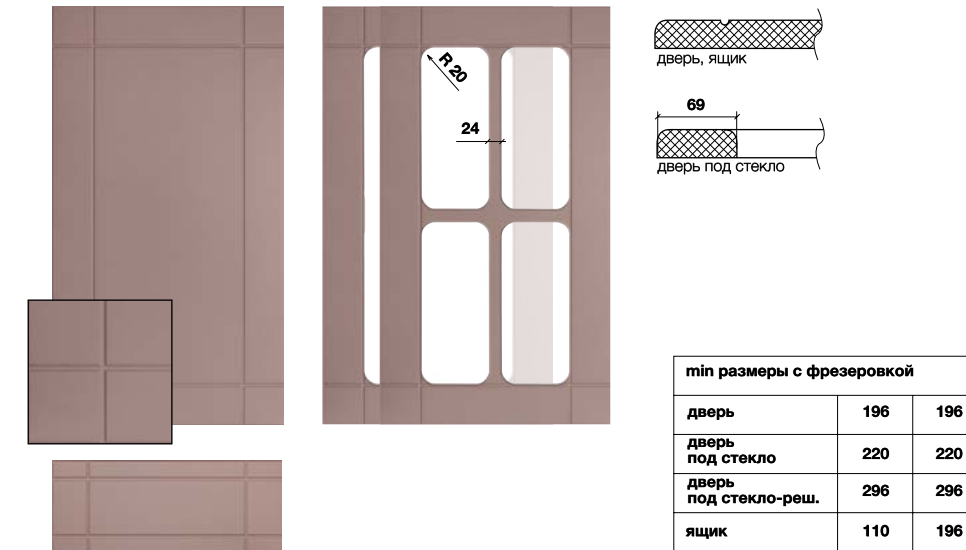 R 20
24
дверь, ящик
69
дверь под стекло
min размеры с фрезеровкой
дверь 196 196
дверь
под стекло 220 220
дверь
под стекло-реш. 296 296
ящик 110 196